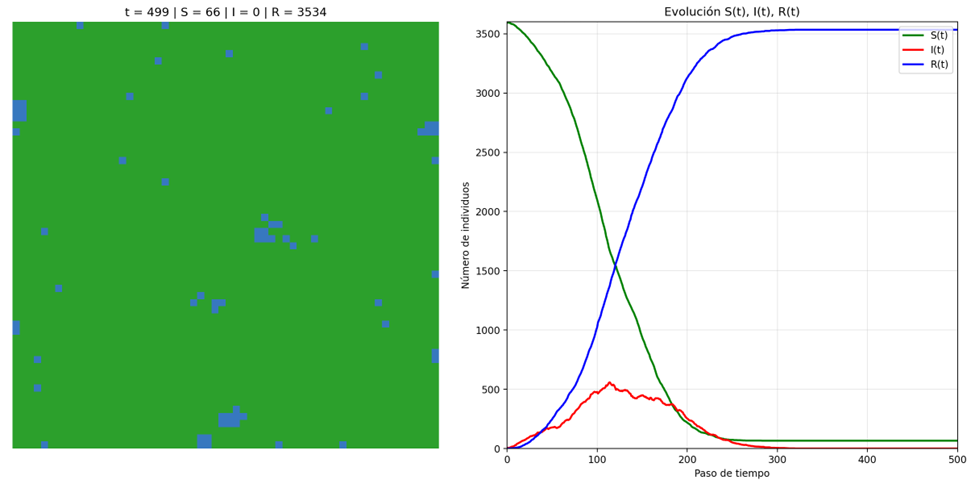 t = 499 | S = 66 | I = 0 | R = 3534
Evolución S(t), I(t), R(t)
S(t)
I(t)
R(t)
Número de individuos
3500
3000
2500
2000
1500
1000
500
0
0 100 200 300 400 500
Paso de tiempo